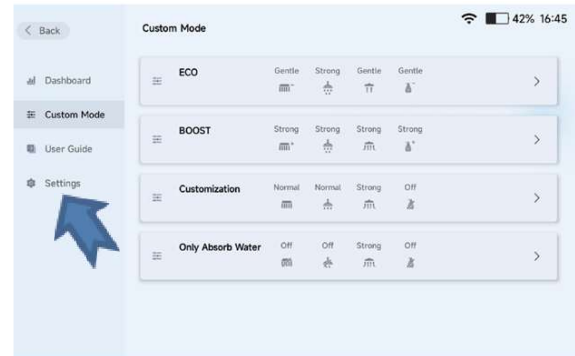 42% 16:45
Back
Custom Mode
Dashboard
Custom Mode
User Guide
Settings
ECO
Gentle Strong Gentle Gentle
BOOST
Strong Strong Strong Strong
Customization
Normal Normal Strong Off
Only Absorb Water
Off Off Strong Off